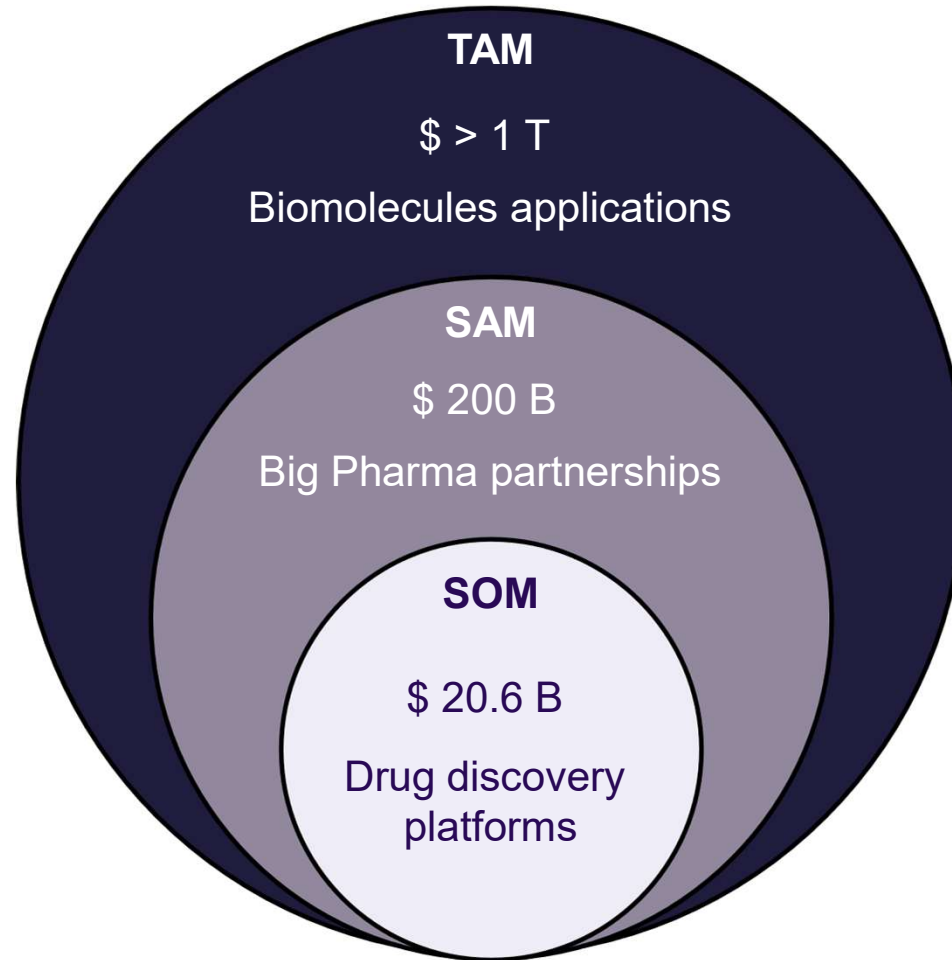 TAM
$ > 1 T
Biomolecules applications
SAM
$ 200 B
Big Pharma partnerships
SOM
$ 20.6 B
Drug discovery
platforms